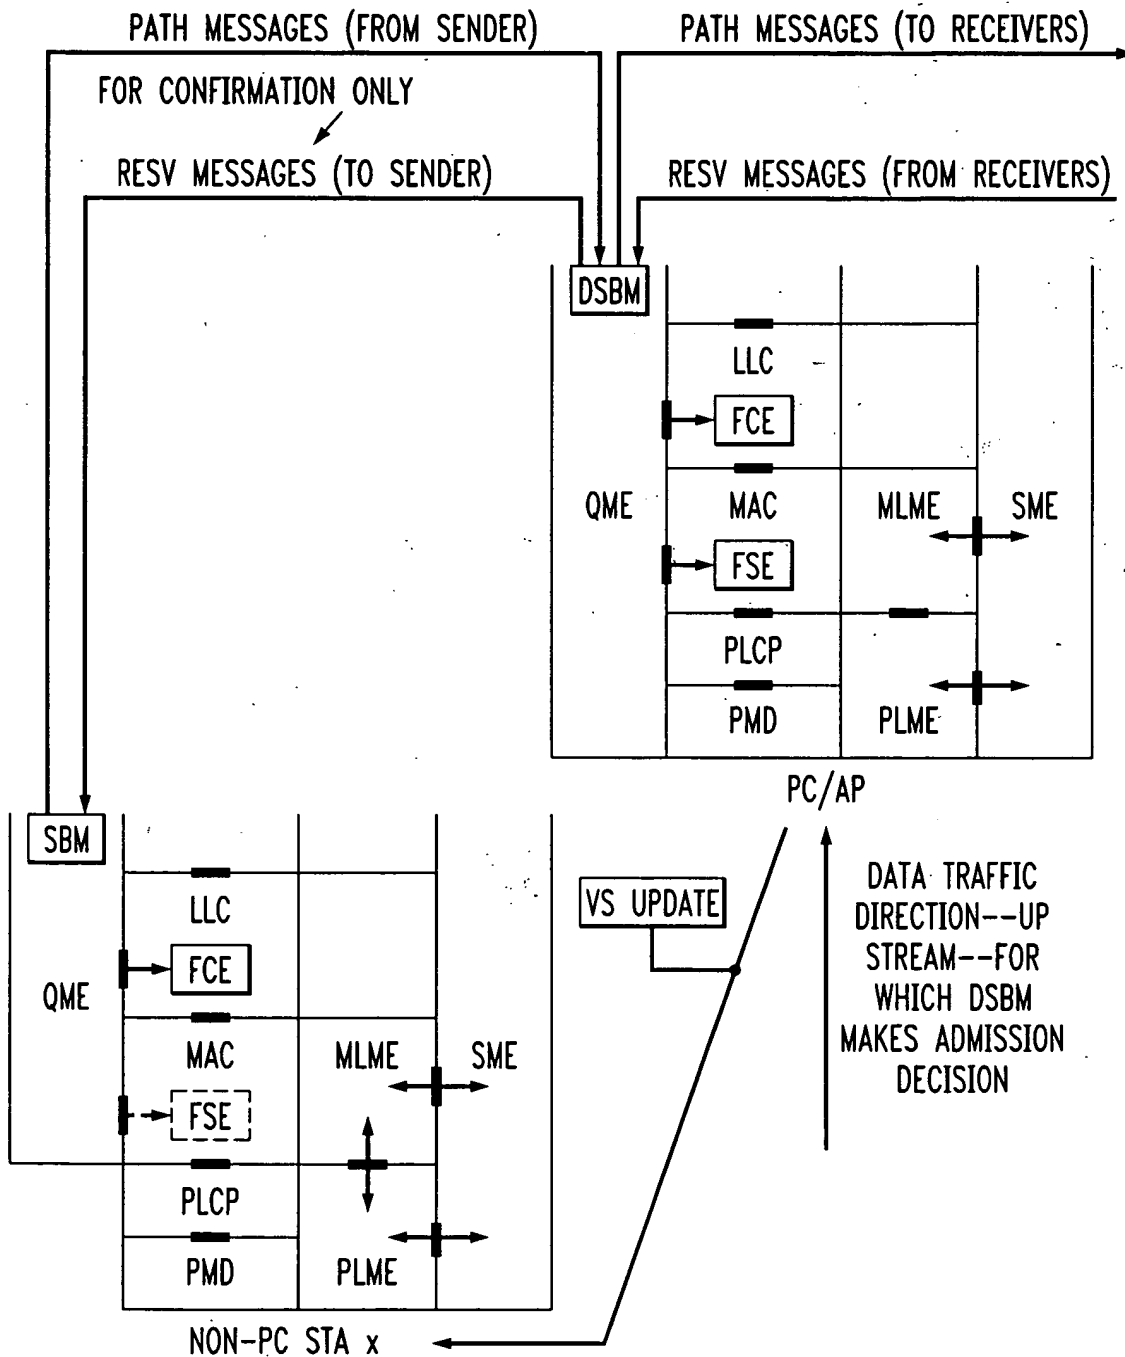 PATH MESSAGES (FROM SENDER)
PATH MESSAGES (TO RECEIVERS)
FOR CONFIRMATION ONLY
RESV MESSAGES (TO SENDER)
RESV MESSAGES (FROM RECEIVERS)
DSBM
LLC
FCE
QME
MAC
MLME
SME
FSE
PLCP
PMD
PLME
PC/AP
SBM
LLC
FCE
QME
MAC
MLME
SME
FSE
PLCP
PMD
PLME
NON-PC STA x
VS UPDATE
DATA TRAFFIC
DIRECTION--UP
STREAM--FOR
WHICH DSBM
MAKES ADMISSION
DECISION